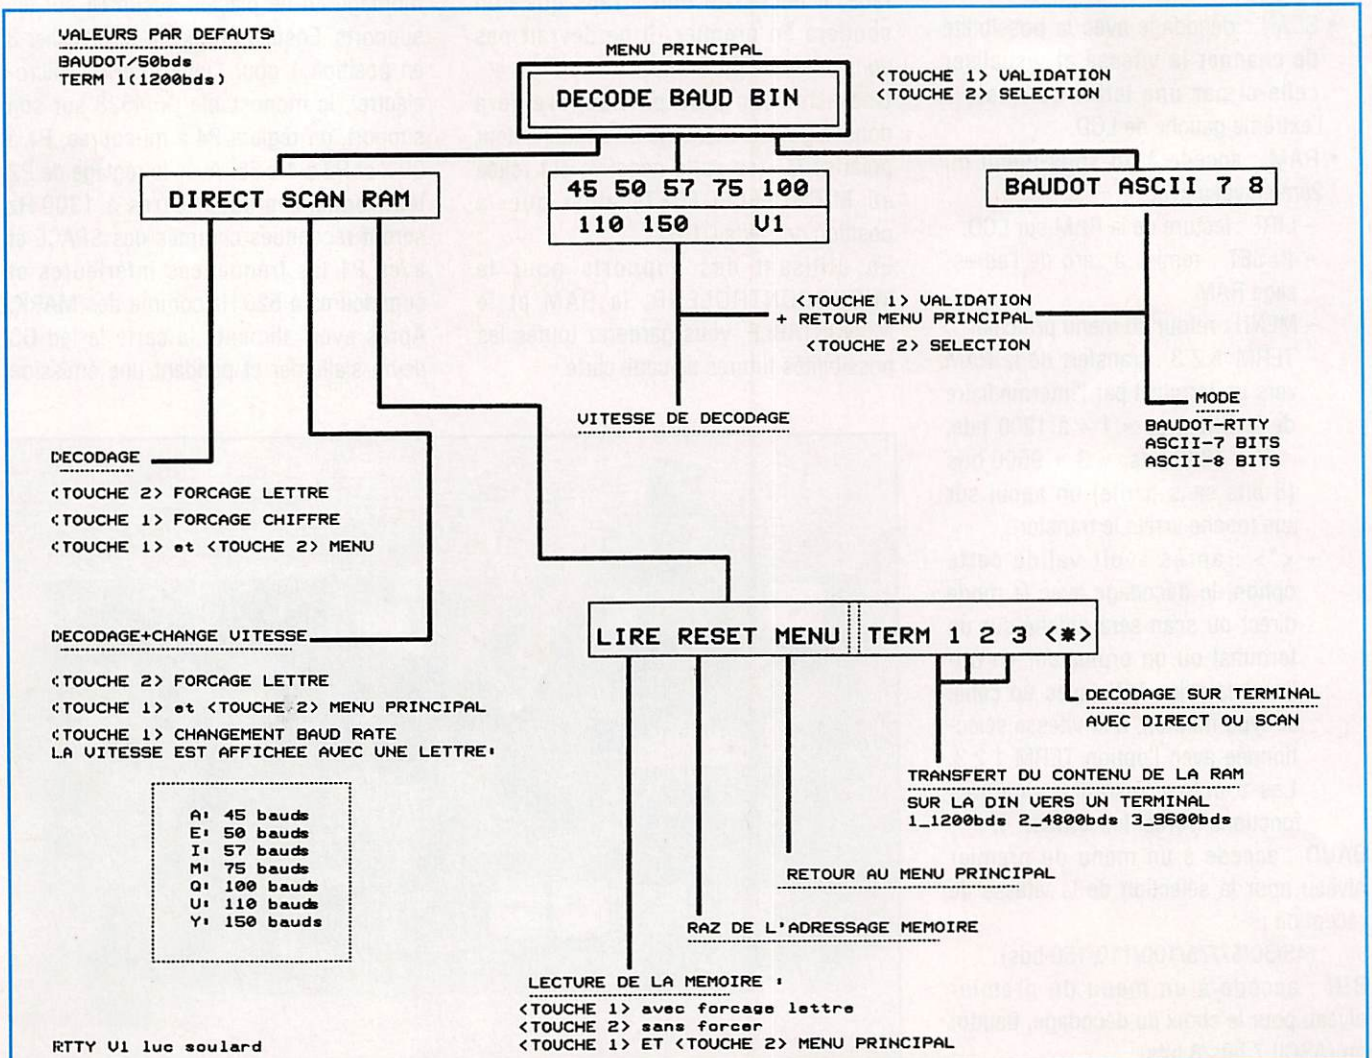 VALEURS PAR DEFAUTS:
BAUDOT/50bds
TERM 1(1200bds)
MENU PRINCIPAL
DECODE BAUD BIN
<TOUCHE 1> VALIDATION
<TOUCHE 2> SELECTION
DIRECT SCAN RAM
45 50 57 75 100
110 150 V1
BAUDOT ASCII 7 8
<TOUCHE 1> VALIDATION
+ RETOUR MENU PRINCIPAL
<TOUCHE 2> SELECTION
VITESSE DE DECODAGE
MODE
BAUDOT-RTTY
ASCII-7 BITS
ASCII-8 BITS
DECODAGE
<TOUCHE 2> FORCAGE LETTRE
<TOUCHE 1> FORCAGE CHIFFRE
<TOUCHE 1> et <TOUCHE 2> MENU
DECODAGE+CHANGE VITESSE
<TOUCHE 2> FORCAGE LETTRE
<TOUCHE 1> et <TOUCHE 2> MENU PRINCIPAL
<TOUCHE 1> CHANGEMENT BAUD RATE
LA VITESSE EST AFFICHEE AVEC UNE LETTRE:
A: 45 bauds
E: 50 bauds
I: 57 bauds
M: 75 bauds
Q: 100 bauds
U: 110 bauds
Y: 150 bauds
LIRE RESET MENU TERM 1 2 3 <*>
DECODAGE SUR TERMINAL
AVEC DIRECT OU SCAN
TRANSFERT DU CONTENU DE LA RAM
SUR LA DIN VERS UN TERMINAL
1_1200bds 2_4800bds 3_9600bds
RETOUR AU MENU PRINCIPAL
RAZ DE L'ADRESSAGE MEMOIRE
LECTURE DE LA MEMOIRE :
<TOUCHE 1> avec forcage lettre
<TOUCHE 2> sans forcer
<TOUCHE 1> ET <TOUCHE 2> MENU PRINCIPAL
RTTY V1 luc soulard